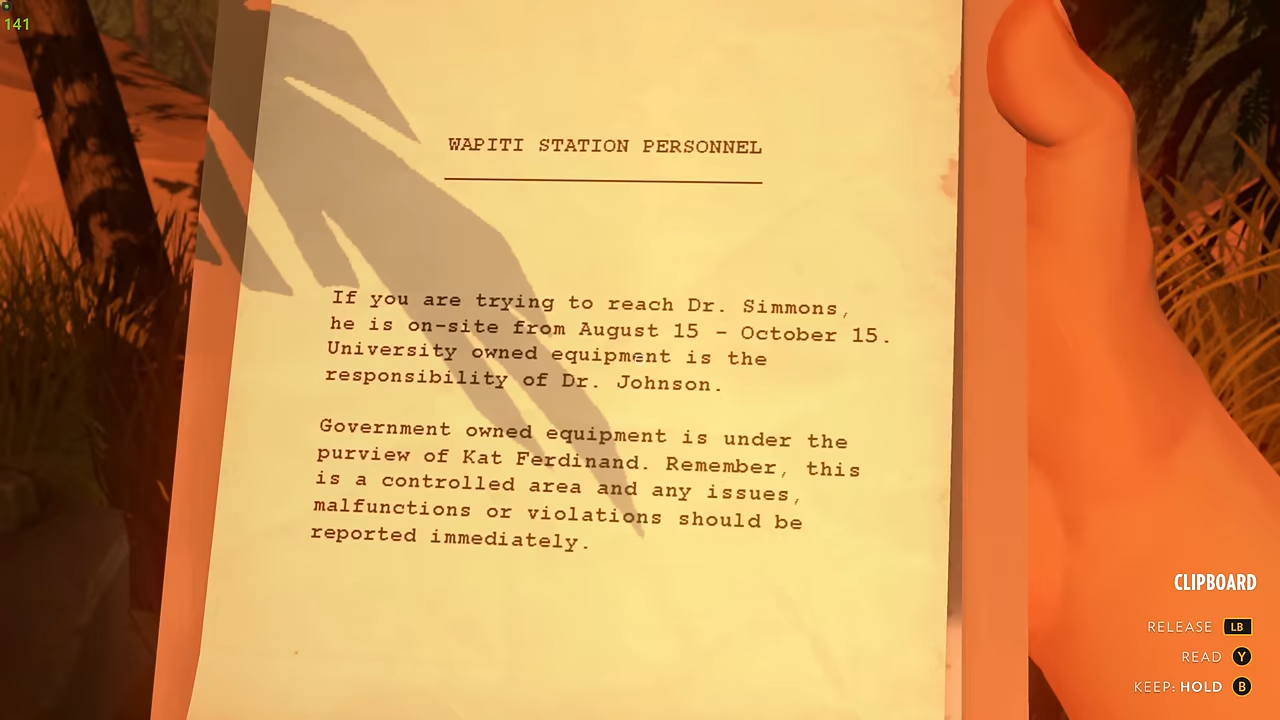 141
WAPITI STATION PERSONNEL
If you are trying to reach Dr. Simmons,
he is on-site from August 15 - October 15.
University owned equipment is the
responsibility of Dr. Johnson.
Government owned equipment is under the
purview of Kat Ferdinand. Remember, this
is a controlled area and any issues,
malfunctions or violations should be
reported immediately.
CLIPBOARD
RELEASE LB
READ Y
KEEP: HOLD B